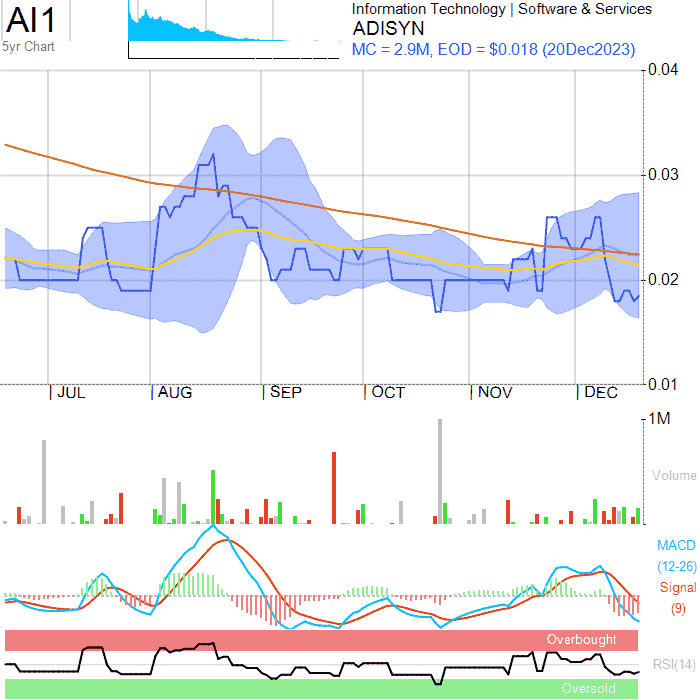 AI1
5yr Chart
Information Technology | Software & Services
ADISYN
MC = 2.9M, EOD = $0.018 (20Dec2023)
0.04
0.03
0.02
0.01
JUL AUG SEP OCT NOV DEC
1M
Volume
MACD
(12-26)
Signal
(9)
Overbought
RSI(14)
Oversold